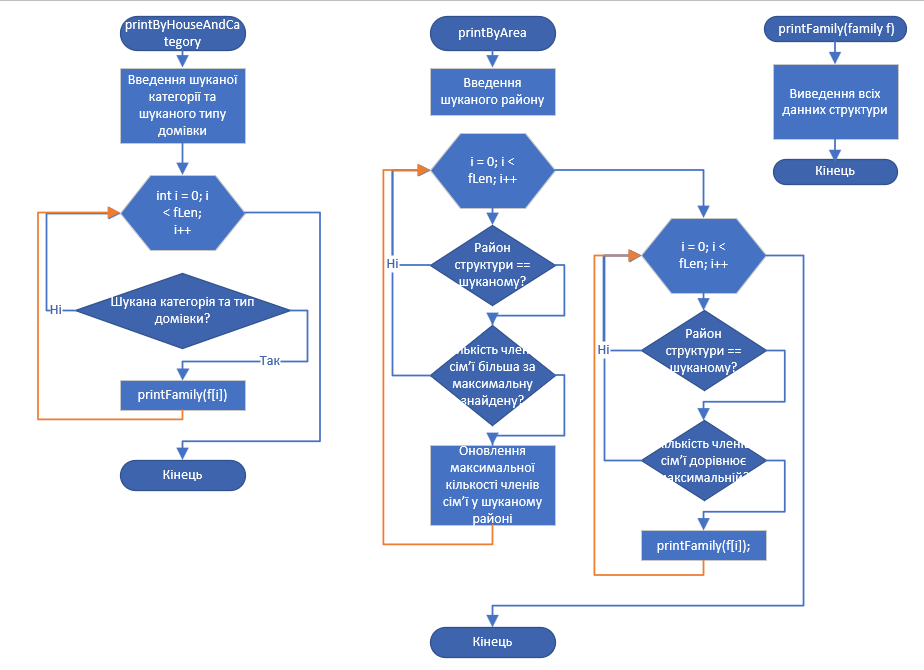 printByHouseAndCa
tegory
Введення шуканої
категорії та
шуканого типу
домівки
int i = 0; i
< fLen;
i++
Шукана категорія та тип
домівки?
Ні
Так
printFamily(f[i])
Кінець
printByArea
Введення
шуканого району
i = 0; i <
fLen; i++
Район
структури ==
шуканому?
Ні
сім’ї більша за
максимальну
знайдену?
Оновлення
максимальної
кількості членів
сім’ї у шуканому
районі
i = 0; i <
fLen; i++
Район
структури ==
шуканому?
Ні
сім’ї дорівнює
printFamily(f[i]);
Кінець
printFamily(family f)
Виведення всіх
данних структури
Кінець